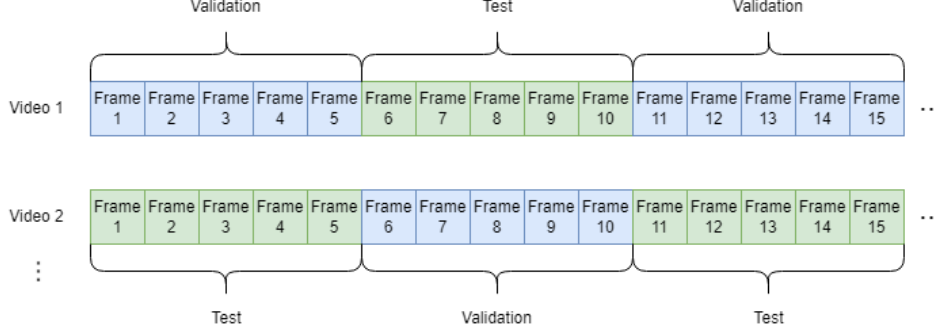 Validation Test Validation
Video 1
Frame 1 Frame 2 Frame 3 Frame 4 Frame 5 Frame 6 Frame 7 Frame 8 Frame 9 Frame 10 Frame 11 Frame 12 Frame 13 Frame 14 Frame 15 ..
Video 2
Frame 1 Frame 2 Frame 3 Frame 4 Frame 5 Frame 6 Frame 7 Frame 8 Frame 9 Frame 10 Frame 11 Frame 12 Frame 13 Frame 14 Frame 15 ..
⋮
Test Validation Test